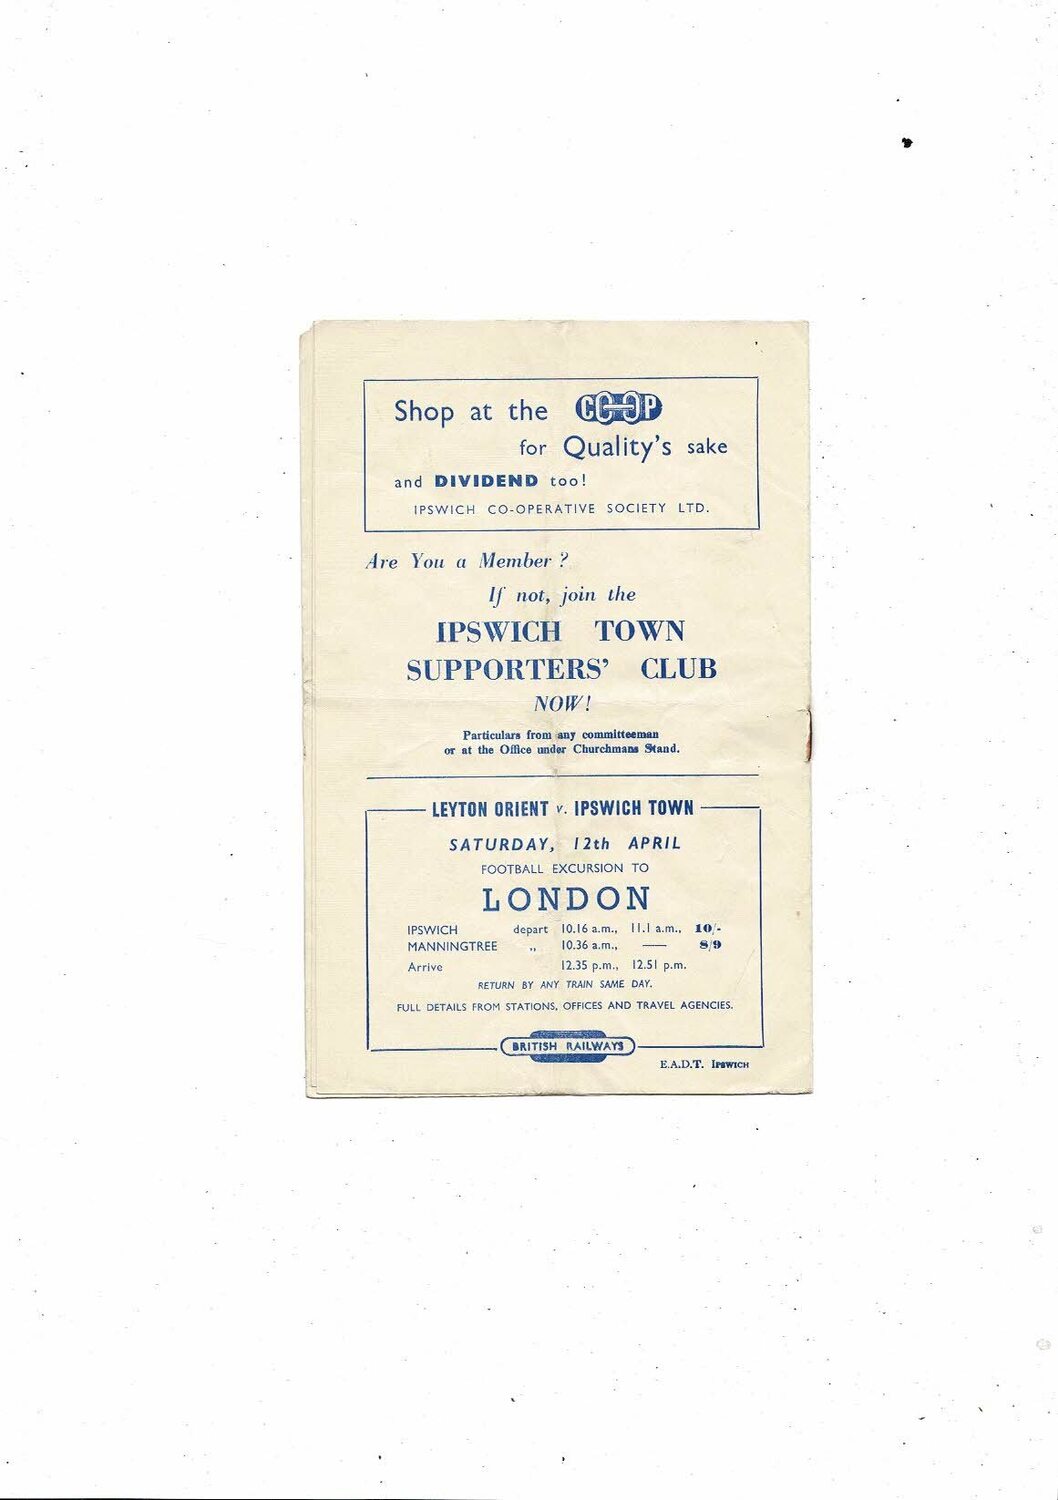 Shop at the CO-OP
for Quality's sake
and DIVIDEND too!
IPSWICH CO-OPERATIVE SOCIETY LTD.
Are You a Member?
If not, join the
IPSWICH TOWN
SUPPORTERS' CLUB
NOW!
Particulars from any committeeman
or at the Office under Churchmans Stand.
LEYTON ORIENT v. IPSWICH TOWN
SATURDAY, 12th APRIL
FOOTBALL EXCURSION TO
LONDON
IPSWICH depart 10.16 a.m., 11.1 a.m., 10/-
MANNINGTREE ,, 10.36 a.m., —— 8/9
Arrive 12.35 p.m., 12.51 p.m.
RETURN BY ANY TRAIN SAME DAY.
FULL DETAILS FROM STATIONS, OFFICES AND TRAVEL AGENCIES.
BRITISH RAILWAYS
E.A.D.T. IPSWICH